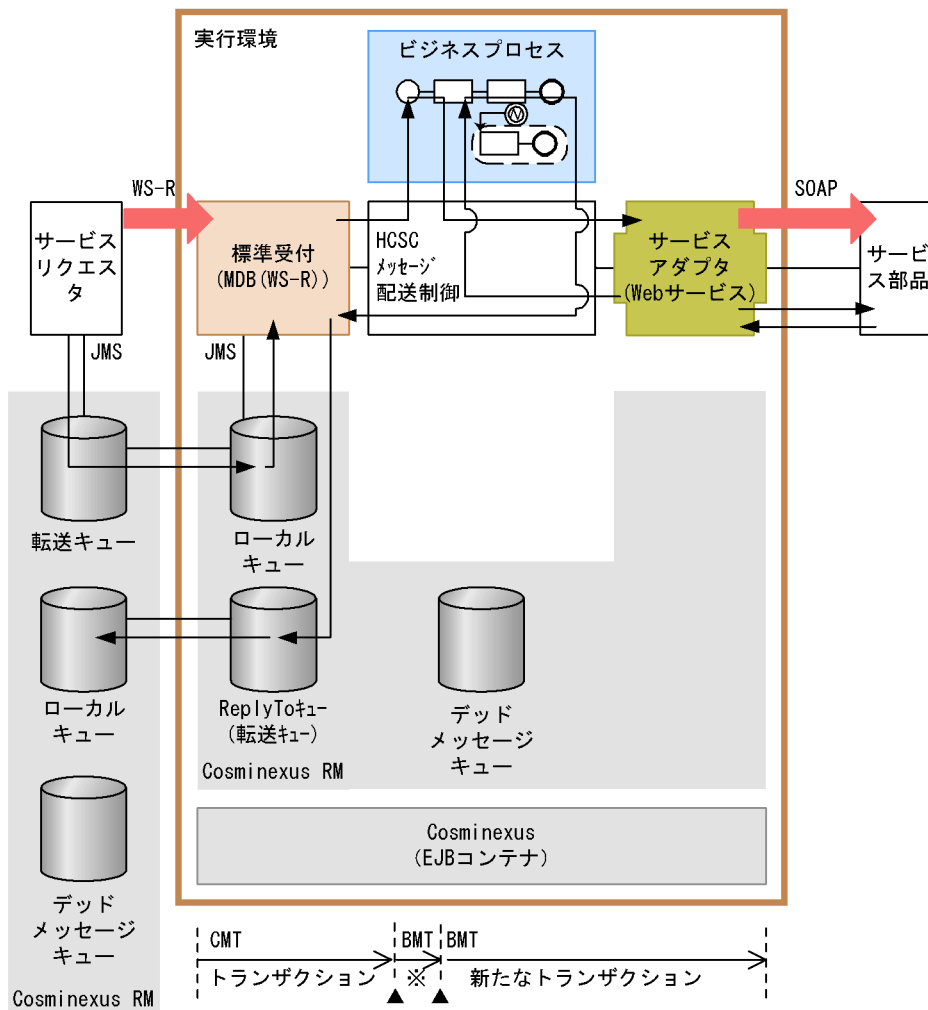 実行環境
ビジネスプロセス
WS-R
SOAP
サービス
リクエス
タ
標準受付
(MDB(WS-R))
HCSC
ﾒｯｾｰｼﾞ
配送制御
サービス
アダプタ
(Webサービス)
サービ
ス部品
JMS
JMS
転送キュー
ローカル
キュー
ローカル
キュー
ReplyToｷｭｰ
(転送ｷｭｰ)
デッド
メッセージ
キュー
Cosminexus RM
デッド
メッセージ
キュー
Cosminexus RM
Cosminexus
(EJBコンテナ)
CMT
トランザクション
BMT
※
BMT
新たなトランザクション